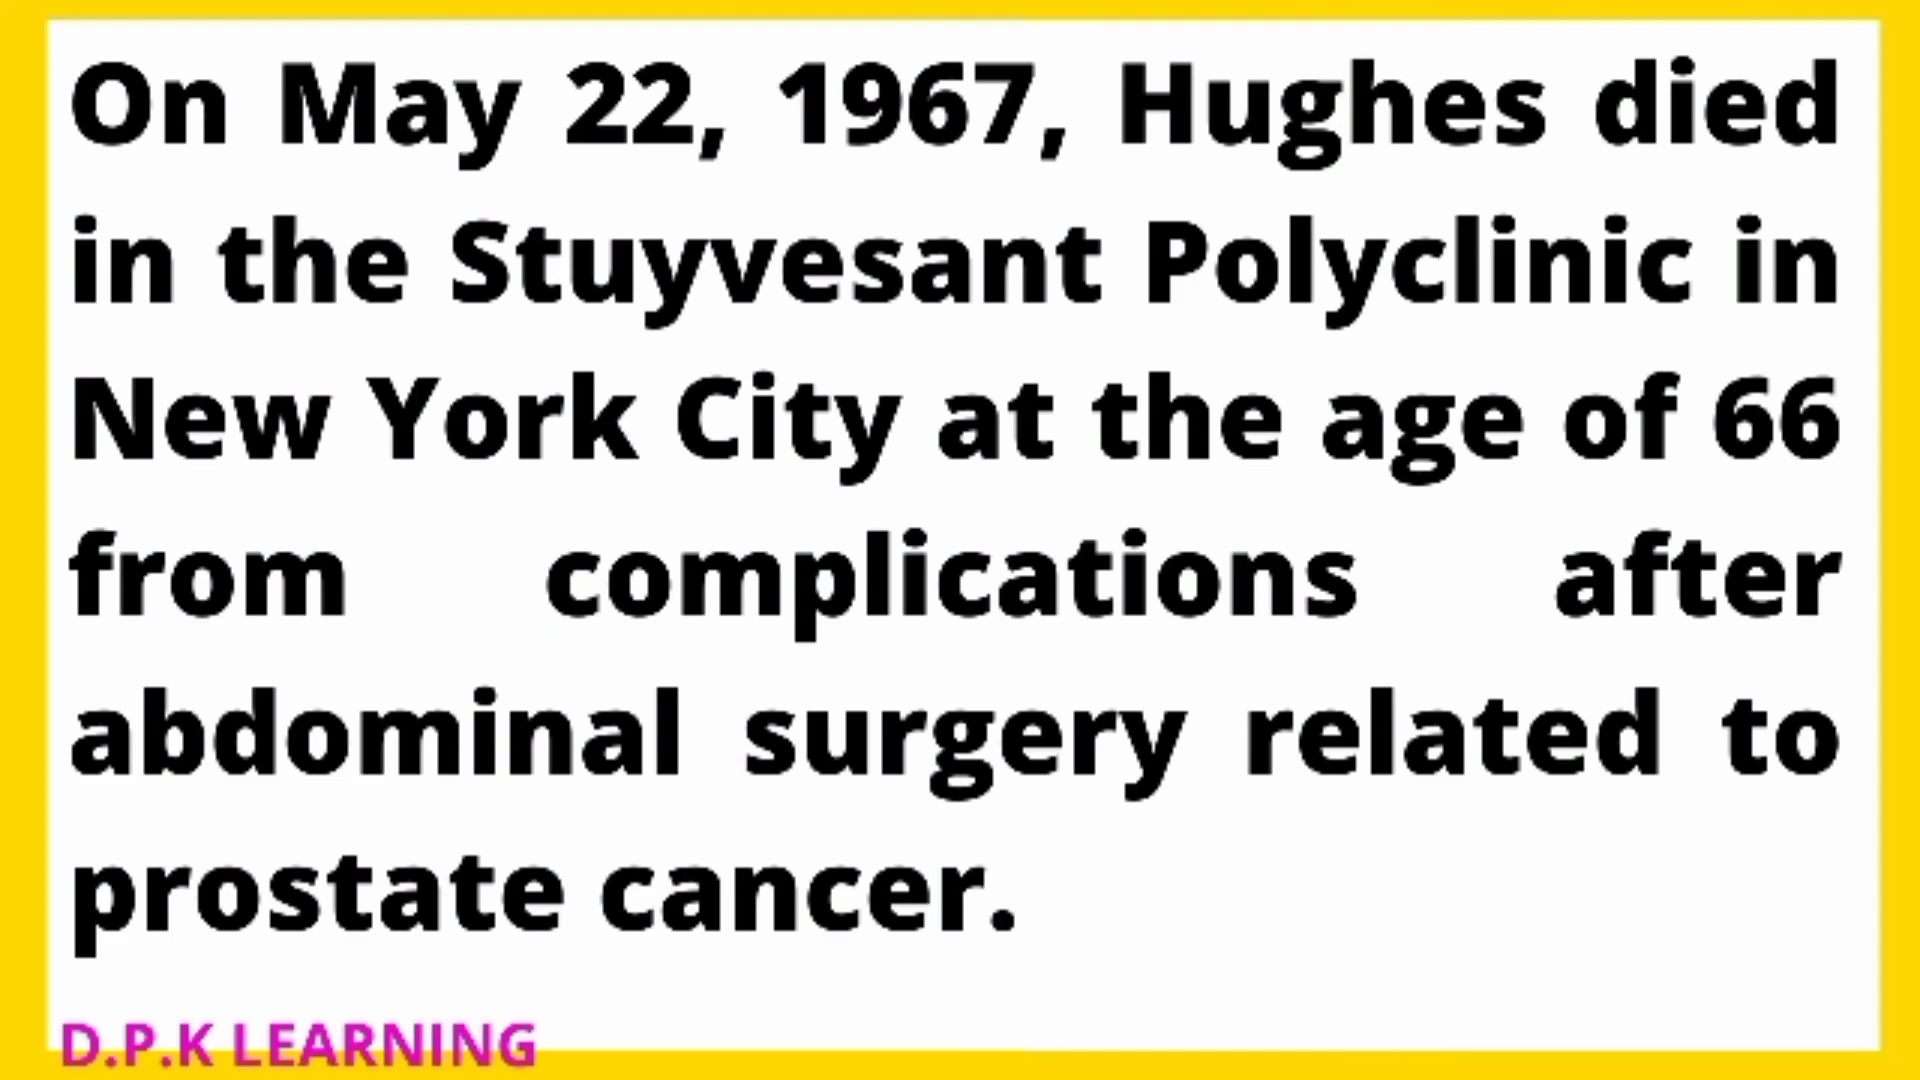 On May 22, 1967, Hughes died
in the Stuyvesant Polyclinic in
New York City at the age of 66
from complications after
abdominal surgery related to
prostate cancer.
D.P.K LEARNING